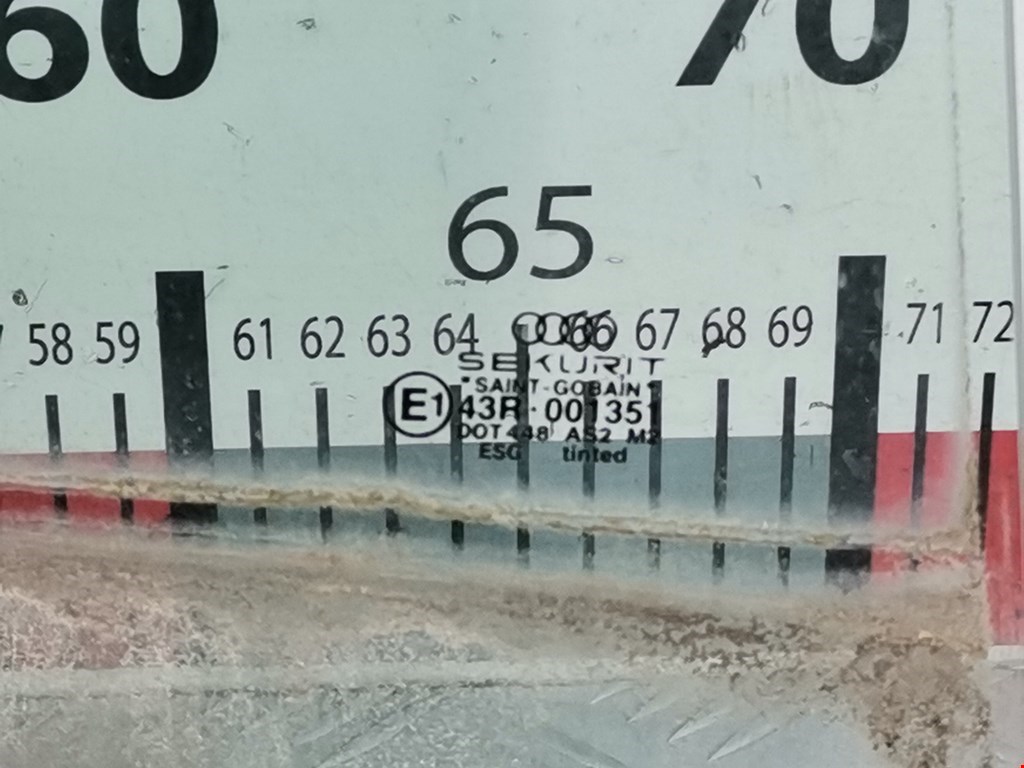 60 70
65
58 59 61 62 63 64 66 67 68 69 71 72
SEKURIT
"SAINT-GOBAIN"
E1 43R-001351
DOT 448 AS2 M2
ESG tinted